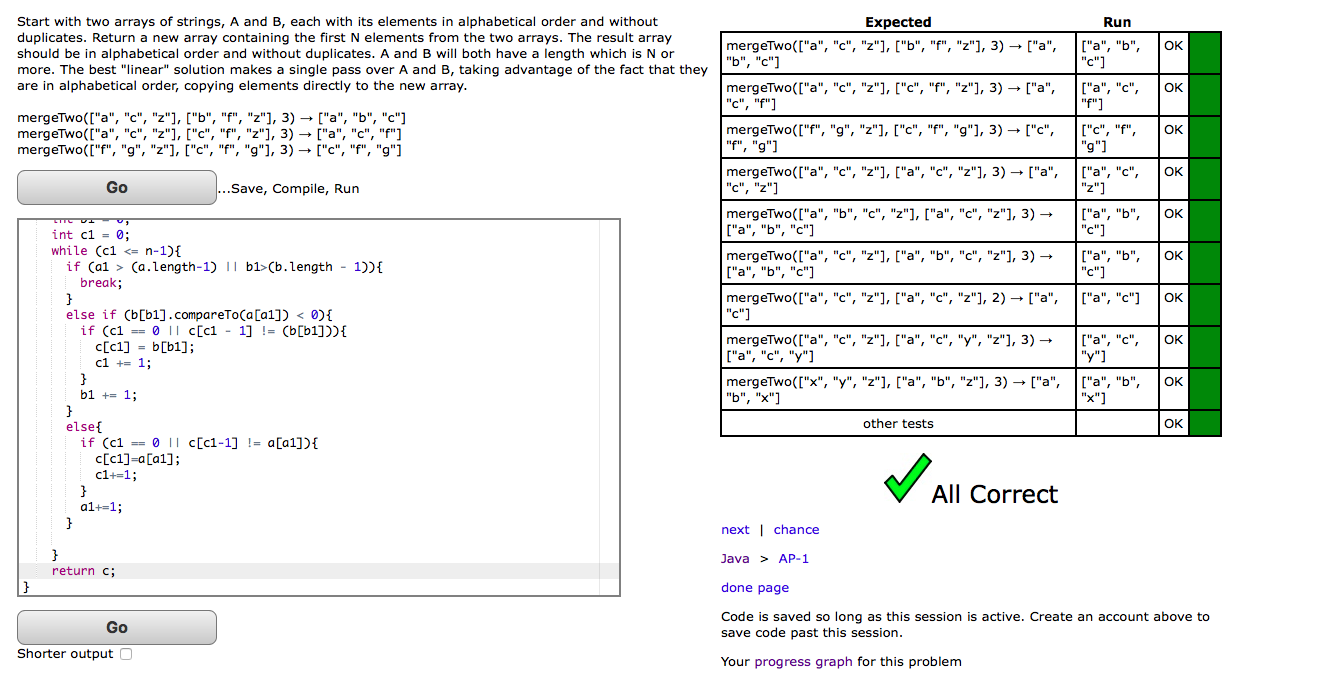 Start with two arrays of strings, A and B, each with its elements in alphabetical order and without
duplicates. Return a new array containing the first N elements from the two arrays. The result array
should be in alphabetical order and without duplicates. A and B will both have a length which is N or
more. The best "linear" solution makes a single pass over A and B, taking advantage of the fact that they
are in alphabetical order, copying elements directly to the new array.
mergeTwo(["a", "c", "z"], ["b", "f", "z"], 3) → ["a", "b", "c"]
mergeTwo(["a", "c", "z"], ["c", "f", "z"], 3) → ["a", "c", "f"]
mergeTwo(["f", "g", "z"], ["c", "f", "g"], 3) → ["c", "f", "g"]
Go
...Save, Compile, Run
int b1 = 0;
int c1 = 0;
while (c1 <= n-1){
if (a1 > (a.length-1) || b1>(b.length - 1)){
break;
}
else if (b[b1].compareTo(a[a1]) < 0){
if (c1 == 0 || c[c1 - 1] != (b[b1])){
c[c1] = b[b1];
c1 += 1;
}
b1 += 1;
}
else{
if (c1 == 0 || c[c1-1] != a[a1]){
c[c1]=a[a1];
c1+=1;
}
a1+=1;
}
}
return c;
}
Go
Shorter output
Expected Run
mergeTwo(["a", "c", "z"], ["b", "f", "z"], 3) → ["a", ["a", "b", OK
"b", "c"] "c"]
mergeTwo(["a", "c", "z"], ["c", "f", "z"], 3) → ["a", ["a", "c", OK
"c", "f"] "f"]
mergeTwo(["f", "g", "z"], ["c", "f", "g"], 3) → ["c", ["c", "f", OK
"f", "g"] "g"]
mergeTwo(["a", "c", "z"], ["a", "c", "z"], 3) → ["a", ["a", "c", OK
"c", "z"] "z"]
mergeTwo(["a", "b", "c", "z"], ["a", "c", "z"], 3) → ["a", "b", OK
["a", "b", "c"] "c"]
mergeTwo(["a", "c", "z"], ["a", "b", "c", "z"], 3) → ["a", "b", OK
["a", "b", "c"] "c"]
mergeTwo(["a", "c", "z"], ["a", "c", "z"], 2) → ["a", ["a", "c"] OK
"c"]
mergeTwo(["a", "c", "z"], ["a", "c", "y", "z"], 3) → ["a", "c", OK
["a", "c", "y"] "y"]
mergeTwo(["x", "y", "z"], ["a", "b", "z"], 3) → ["a", ["a", "b", OK
"b", "x"] "x"]
other tests OK
All Correct
next | chance
Java > AP-1
done page
Code is saved so long as this session is active. Create an account above to
save code past this session.
Your progress graph for this problem